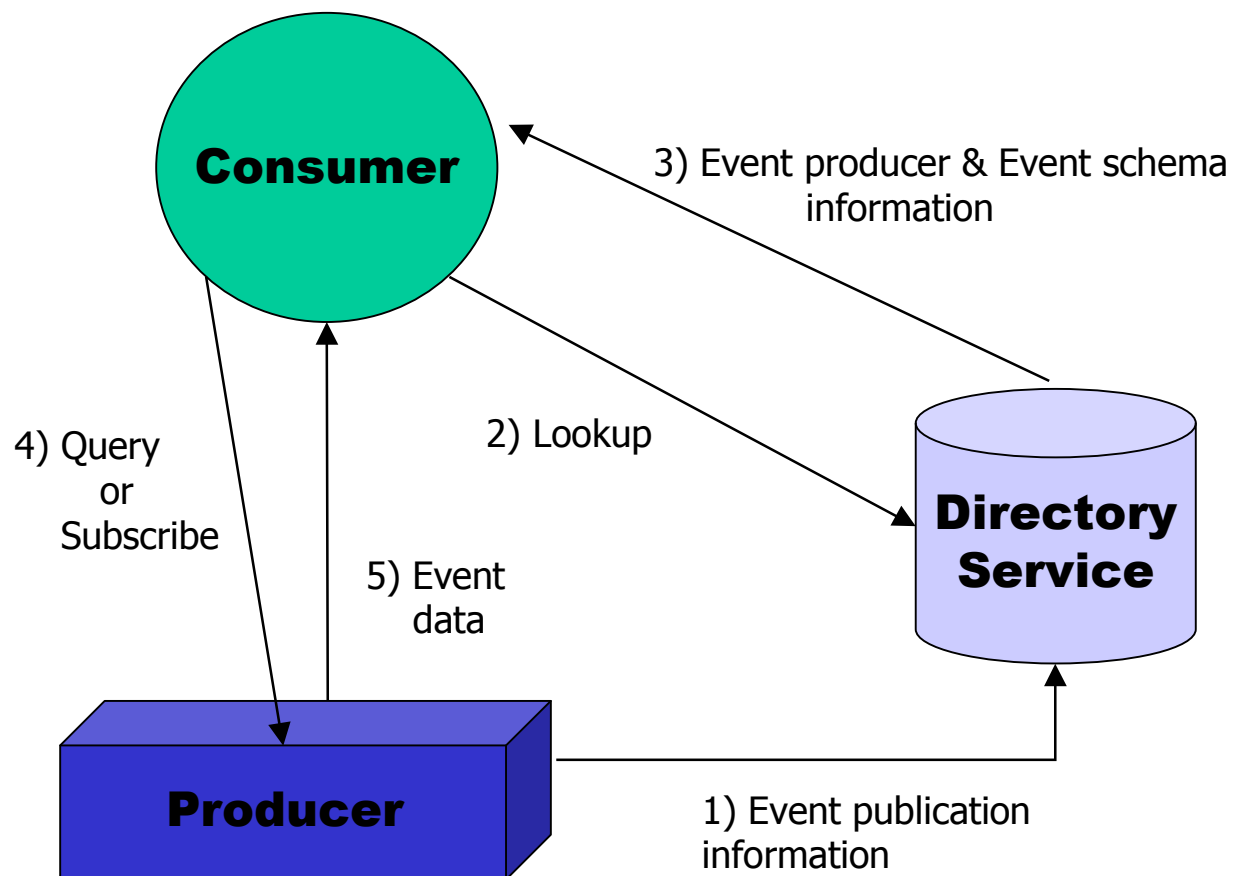 Consumer
3) Event producer & Event schema
information
2) Lookup
4) Query
or
Subscribe
5) Event
data
Directory
Service
Producer
1) Event publication
information